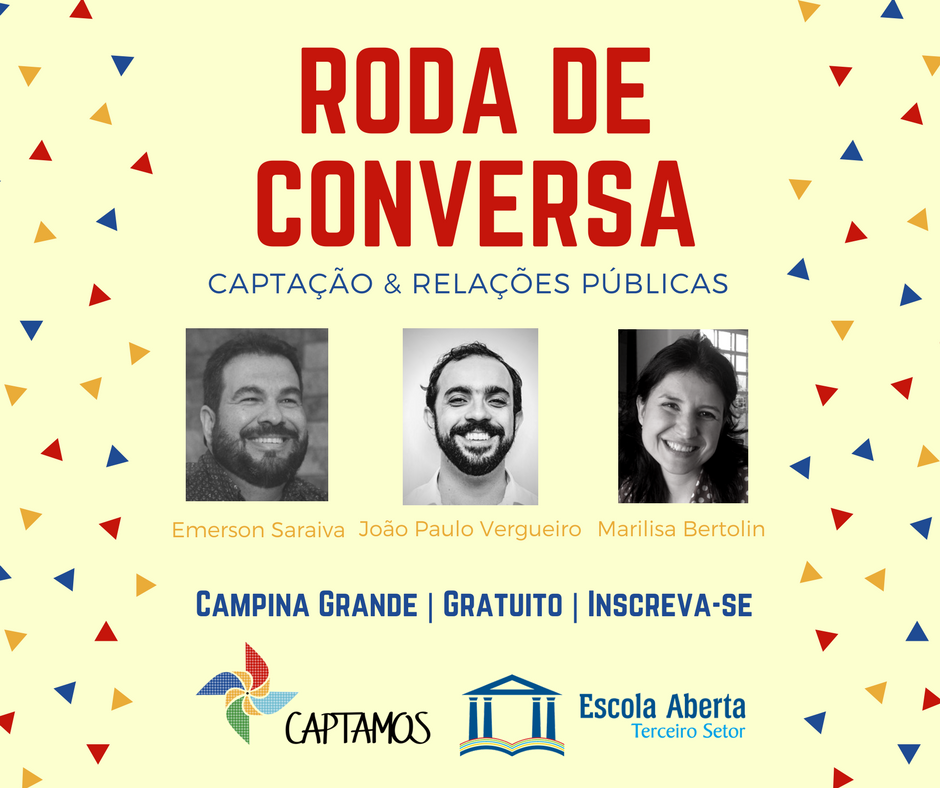 RODA DE
CONVERSA
CAPTAÇÃO & RELAÇÕES PÚBLICAS
Emerson Saraiva João Paulo Vergueiro Marilisa Bertolin
CAMPINA GRANDE | GRATUITO | INSCREVA-SE
CAPTAMOS
Escola Aberta
Terceiro Setor